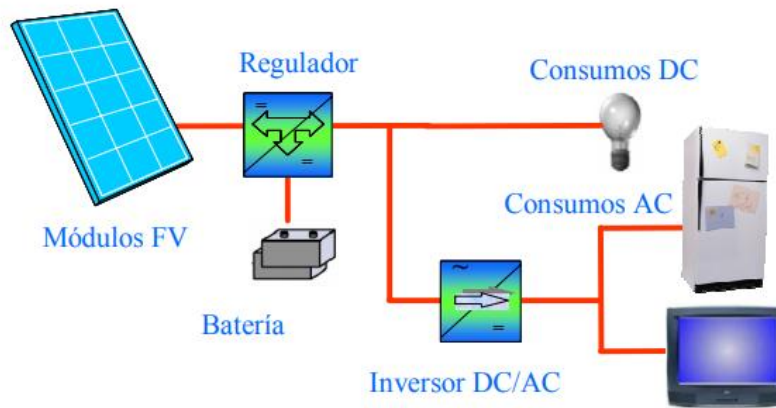 Regulador
Consumos DC
Módulos FV
Consumos AC
Batería
Inversor DC/AC